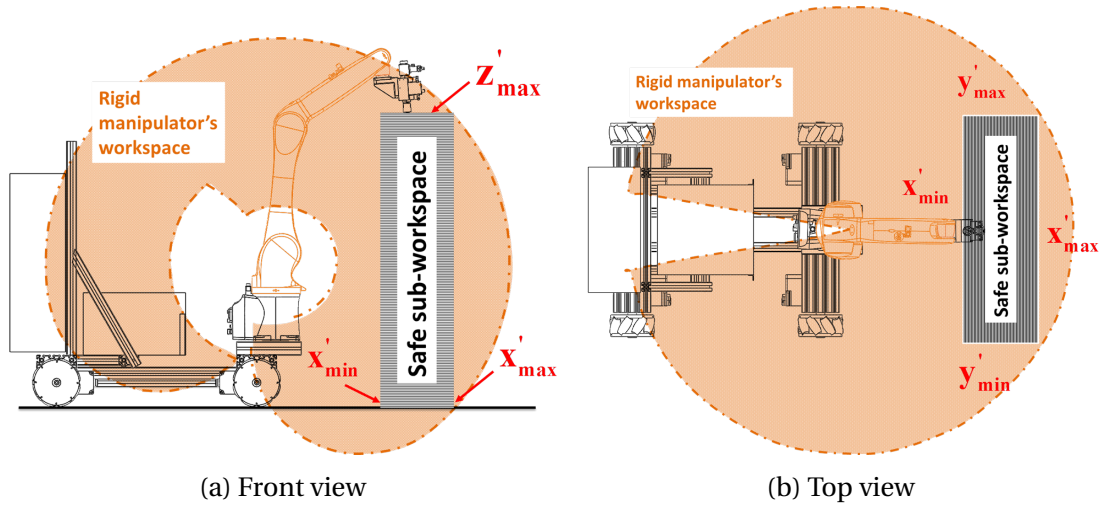 Rigid
manipulator's
workspace
z'max
Safe sub-workspace
x'min
x'max
(a) Front view
Rigid manipulator's
workspace
y'max
x'min
x'max
Safe sub-workspace
y'min
(b) Top view